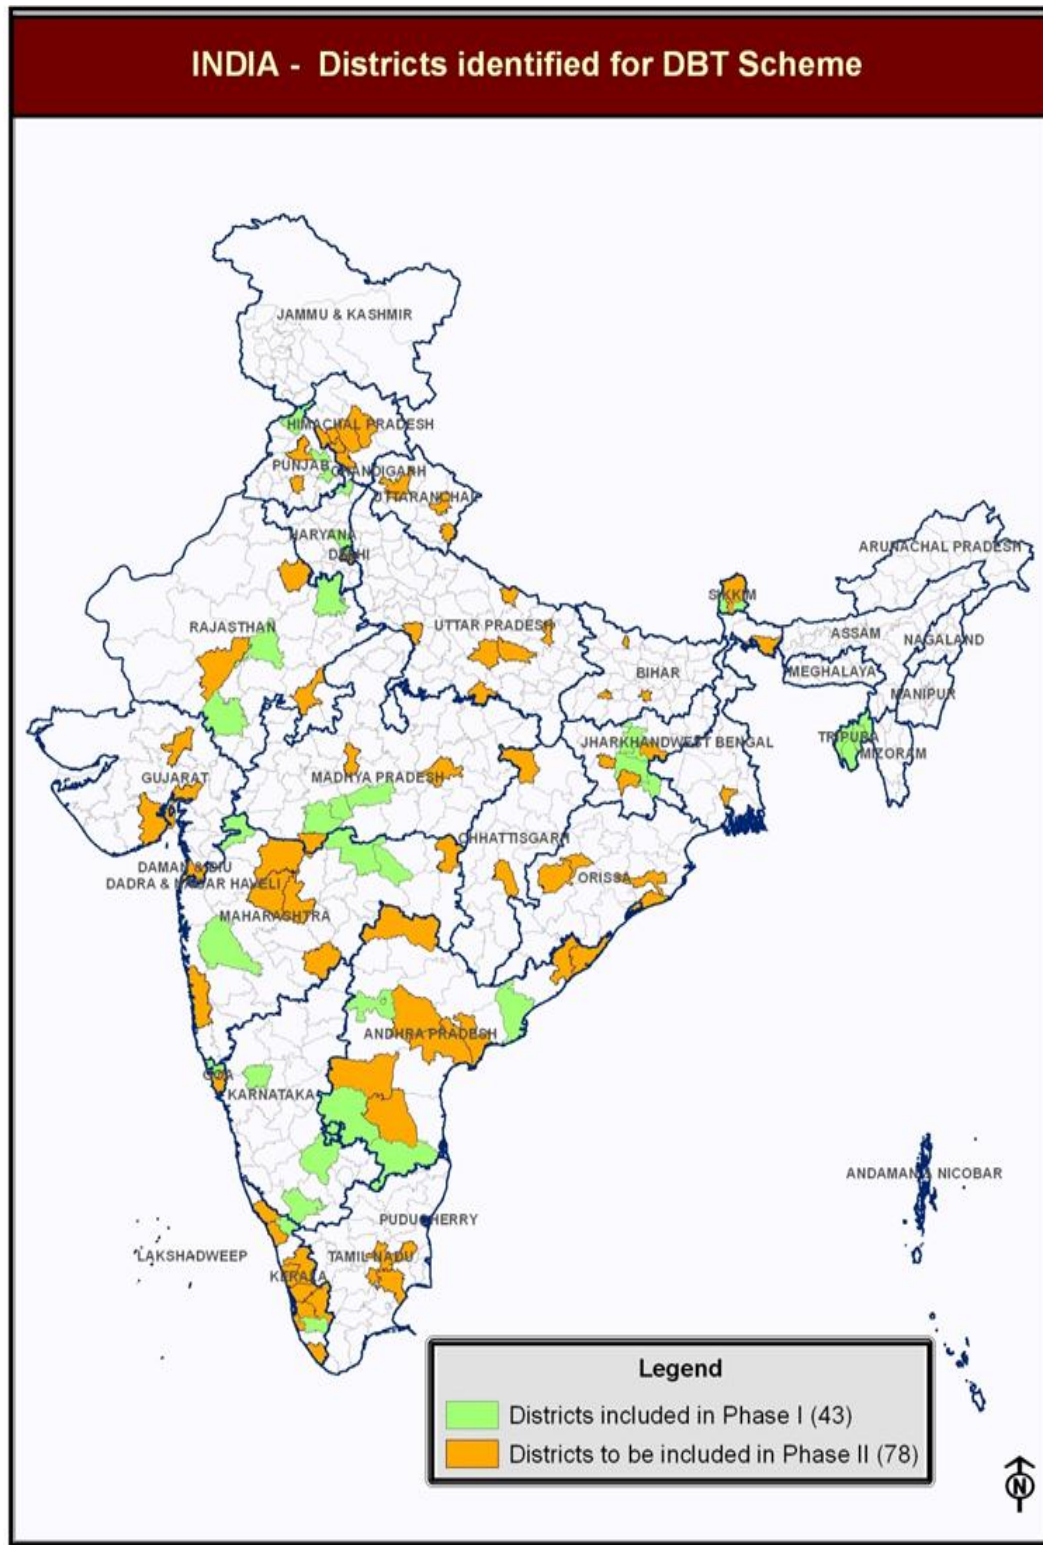 INDIA - Districts identified for DBT Scheme
JAMMU & KASHMIR
HIMACHAL PRADESH
PUNJAB
CHANDIGARH
UTTARANCHAL
HARYANA
DELHI
ARUNACHAL PRADESH
SIKKIM
RAJASTHAN
UTTAR PRADESH
ASSAM
NAGALAND
BIHAR
MEGHALAYA
MANIPUR
TRIPURA
JHARKHAND
WEST BENGAL
MIZORAM
GUJARAT
MADHYA PRADESH
CHHATTISGARH
DAMAN & DIU
DADRA & NAGAR HAVELI
ORISSA
MAHARASHTRA
ANDHRA PRADESH
GOA
KARNATAKA
ANDAMAN & NICOBAR
PUDUCHERRY
LAKSHADWEEP
TAMIL NADU
KERALA
Legend
Districts included in Phase I (43)
Districts to be included in Phase II (78)
N